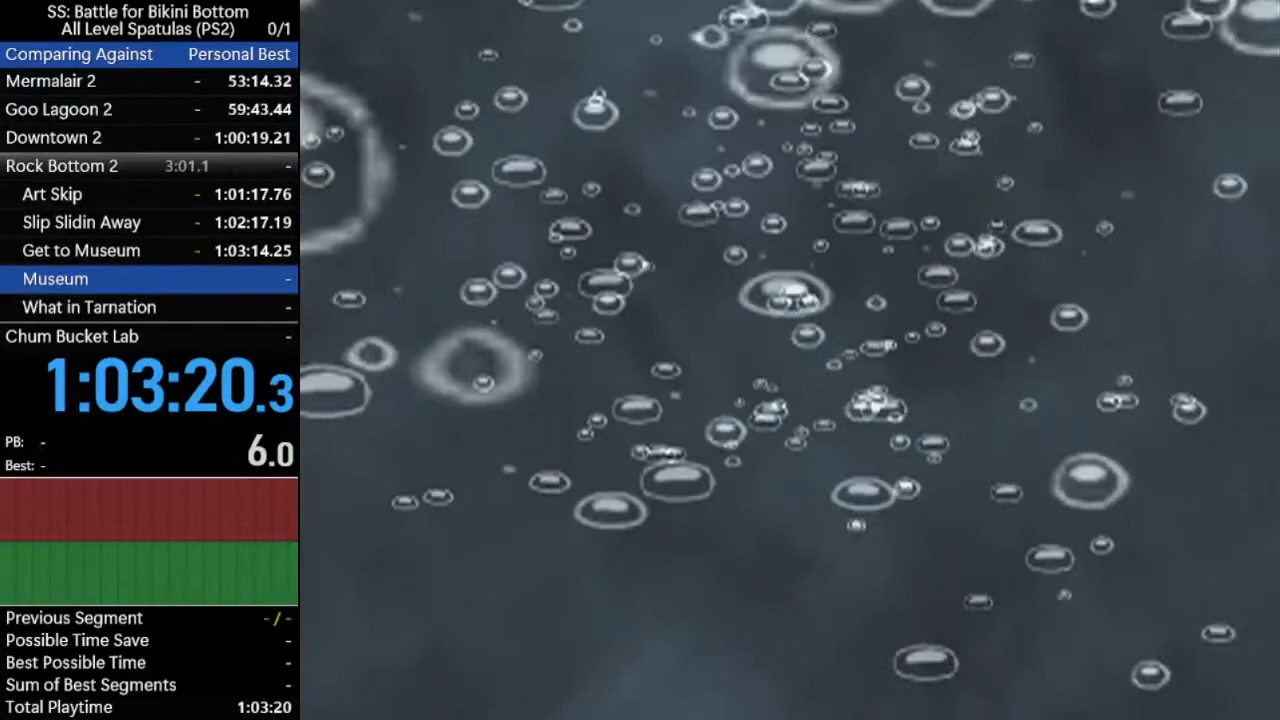 SS: Battle for Bikini Bottom
All Level Spatulas (PS2) 0/1
Comparing Against Personal Best
Mermalair 2 - 53:14.32
Goo Lagoon 2 - 59:43.44
Downtown 2 - 1:00:19.21
Rock Bottom 2 3:01.1 -
Art Skip - 1:01:17.76
Slip Slidin Away - 1:02:17.19
Get to Museum - 1:03:14.25
Museum -
What in Tarnation -
Chum Bucket Lab -
1:03:20.3
PB: -
6.0
Best: -
Previous Segment - / -
Possible Time Save -
Best Possible Time -
Sum of Best Segments -
Total Playtime 1:03:20